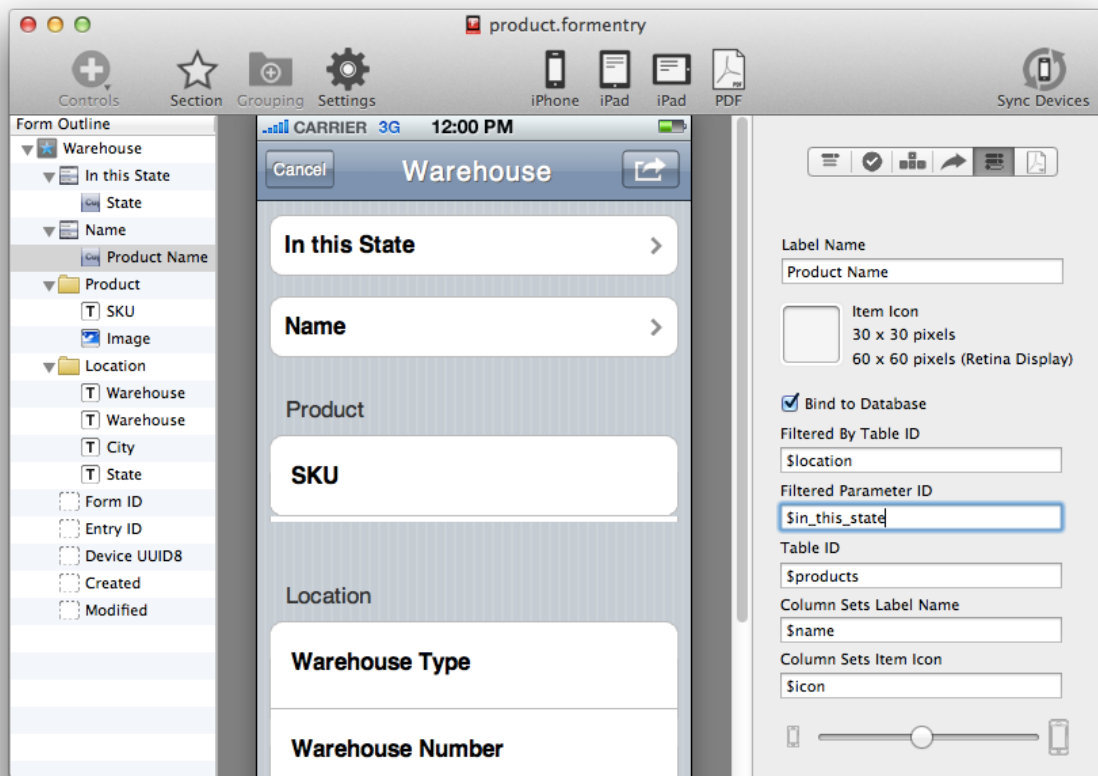 product.formentry
Controls
Section
Grouping
Settings
iPhone
iPad
iPad
PDF
Sync Devices
Form Outline
Warehouse
In this State
State
Name
Product Name
Product
T SKU
Image
Location
T Warehouse
T Warehouse
T City
T State
Form ID
Entry ID
Device UUID8
Created
Modified
CARRIER 3G 12:00 PM
Cancel
Warehouse
In this State
Name
Product
SKU
Location
Warehouse Type
Warehouse Number
Label Name
Product Name
Item Icon
30 x 30 pixels
60 x 60 pixels (Retina Display)
Bind to Database
Filtered By Table ID
$location
Filtered Parameter ID
$in_this_state
Table ID
$products
Column Sets Label Name
$name
Column Sets Item Icon
$icon